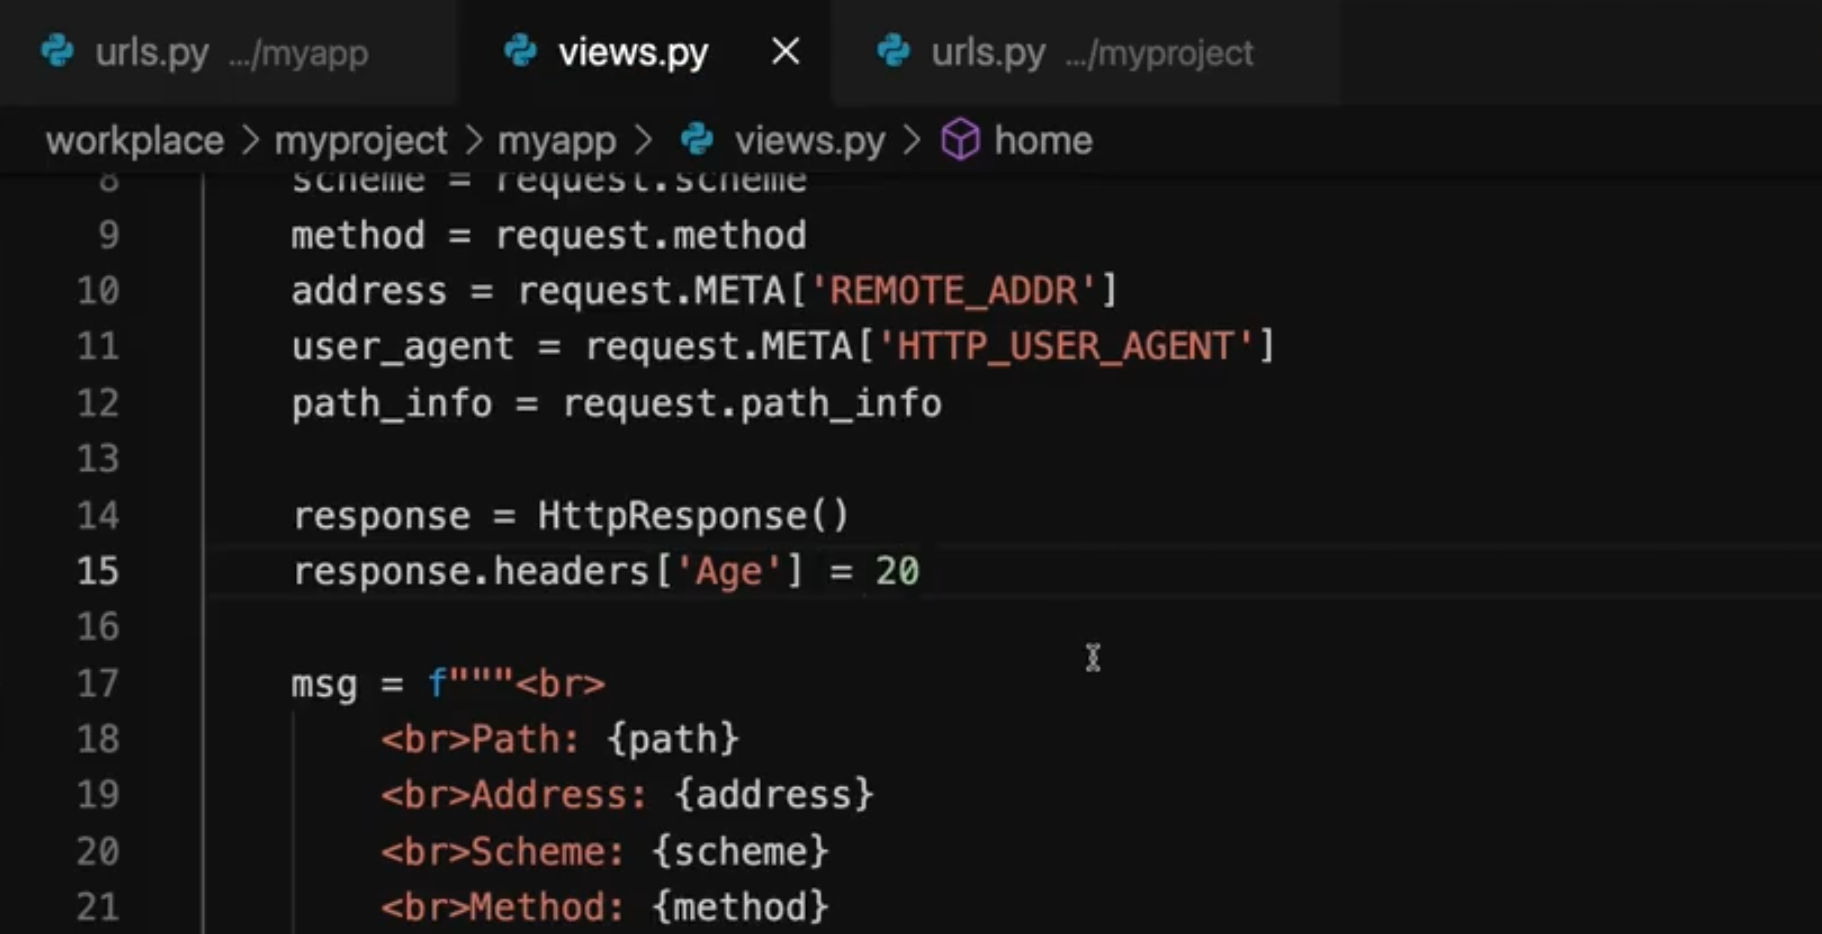 urls.py .../myapp views.py urls.py .../myproject
workplace > myproject > myapp > views.py > home
8 scheme = request.scheme
9 method = request.method
10 address = request.META['REMOTE_ADDR']
11 user_agent = request.META['HTTP_USER_AGENT']
12 path_info = request.path_info
13
14 response = HttpResponse()
15 response.headers['Age'] = 20
16
17 msg = f"""<br>
18 <br>Path: {path}
19 <br>Address: {address}
20 <br>Scheme: {scheme}
21 <br>Method: {method}